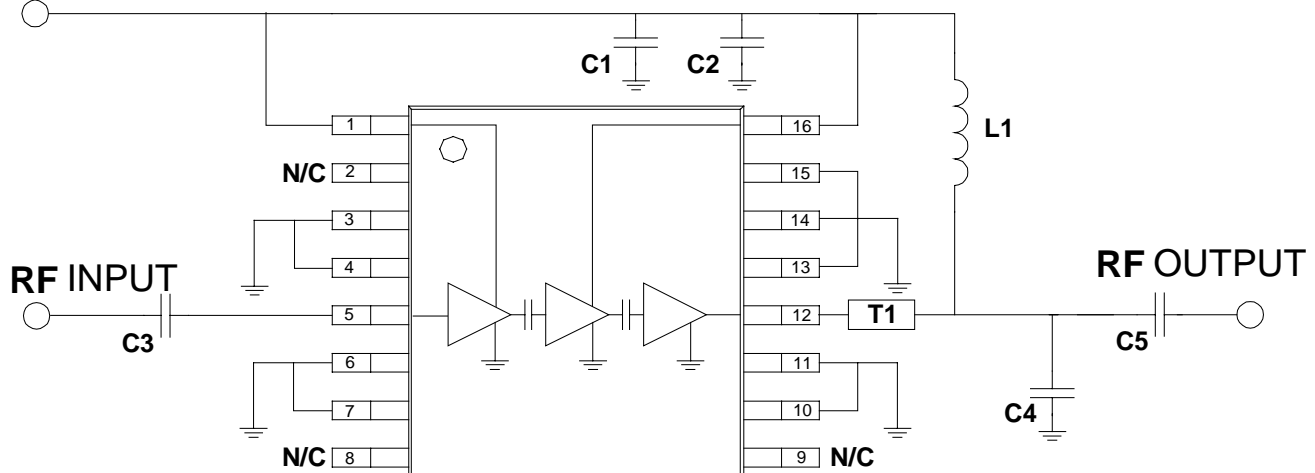 C1 C2
1 16 L1
N/C 2 15
3 14
4 13
RF INPUT RF OUTPUT
5 12 T1
C3 C5
6 11
7 10 C4
N/C 8 9 N/C